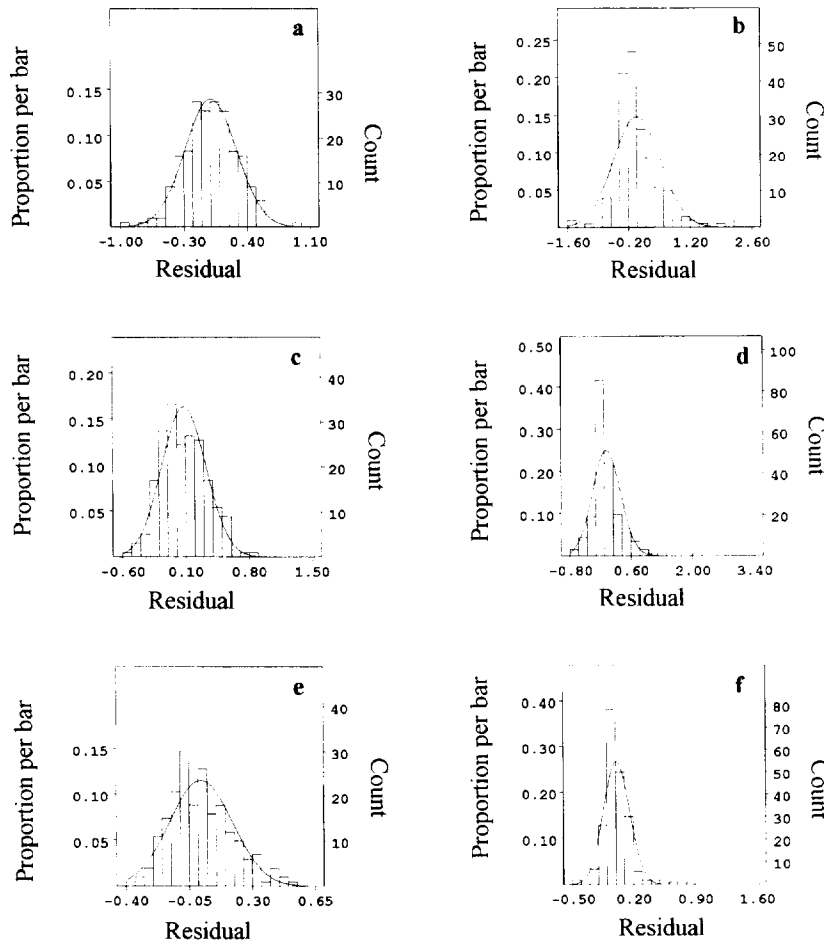 a
Proportion per bar
0.15
0.10
0.05
30
20
10
Count
-1.00 -0.30 0.40 1.10
Residual
b
Proportion per bar
0.25
0.20
0.15
0.10
0.05
50
40
30
20
10
Count
-1.60 -0.20 1.20 2.60
Residual
c
Proportion per bar
0.20
0.15
0.10
0.05
40
30
20
10
0
Count
-0.60 0.10 0.80 1.50
Residual
d
Proportion per bar
0.50
0.40
0.30
0.20
0.10
100
80
60
40
20
0
Count
-0.80 0.60 2.00 3.40
Residual
e
Proportion per bar
0.15
0.10
0.05
40
30
20
10
Count
-0.40 -0.05 0.30 0.65
Residual
f
Proportion per bar
0.40
0.30
0.20
0.10
80
70
60
50
40
30
20
10
0
Count
-0.50 0.20 0.90 1.60
Residual